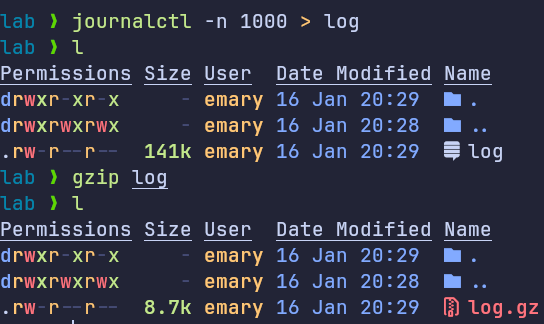 lab ❯ journalctl -n 1000 > log
lab ❯ l
Permissions Size User Date Modified Name
drwxr-xr-x - emary 16 Jan 20:29 .
drwxrwxrwx - emary 16 Jan 20:28 ..
.rw-r--r-- 141k emary 16 Jan 20:29 log
lab ❯ gzip log
lab ❯ l
Permissions Size User Date Modified Name
drwxr-xr-x - emary 16 Jan 20:29 .
drwxrwxrwx - emary 16 Jan 20:28 ..
.rw-r--r-- 8.7k emary 16 Jan 20:29 log.gz